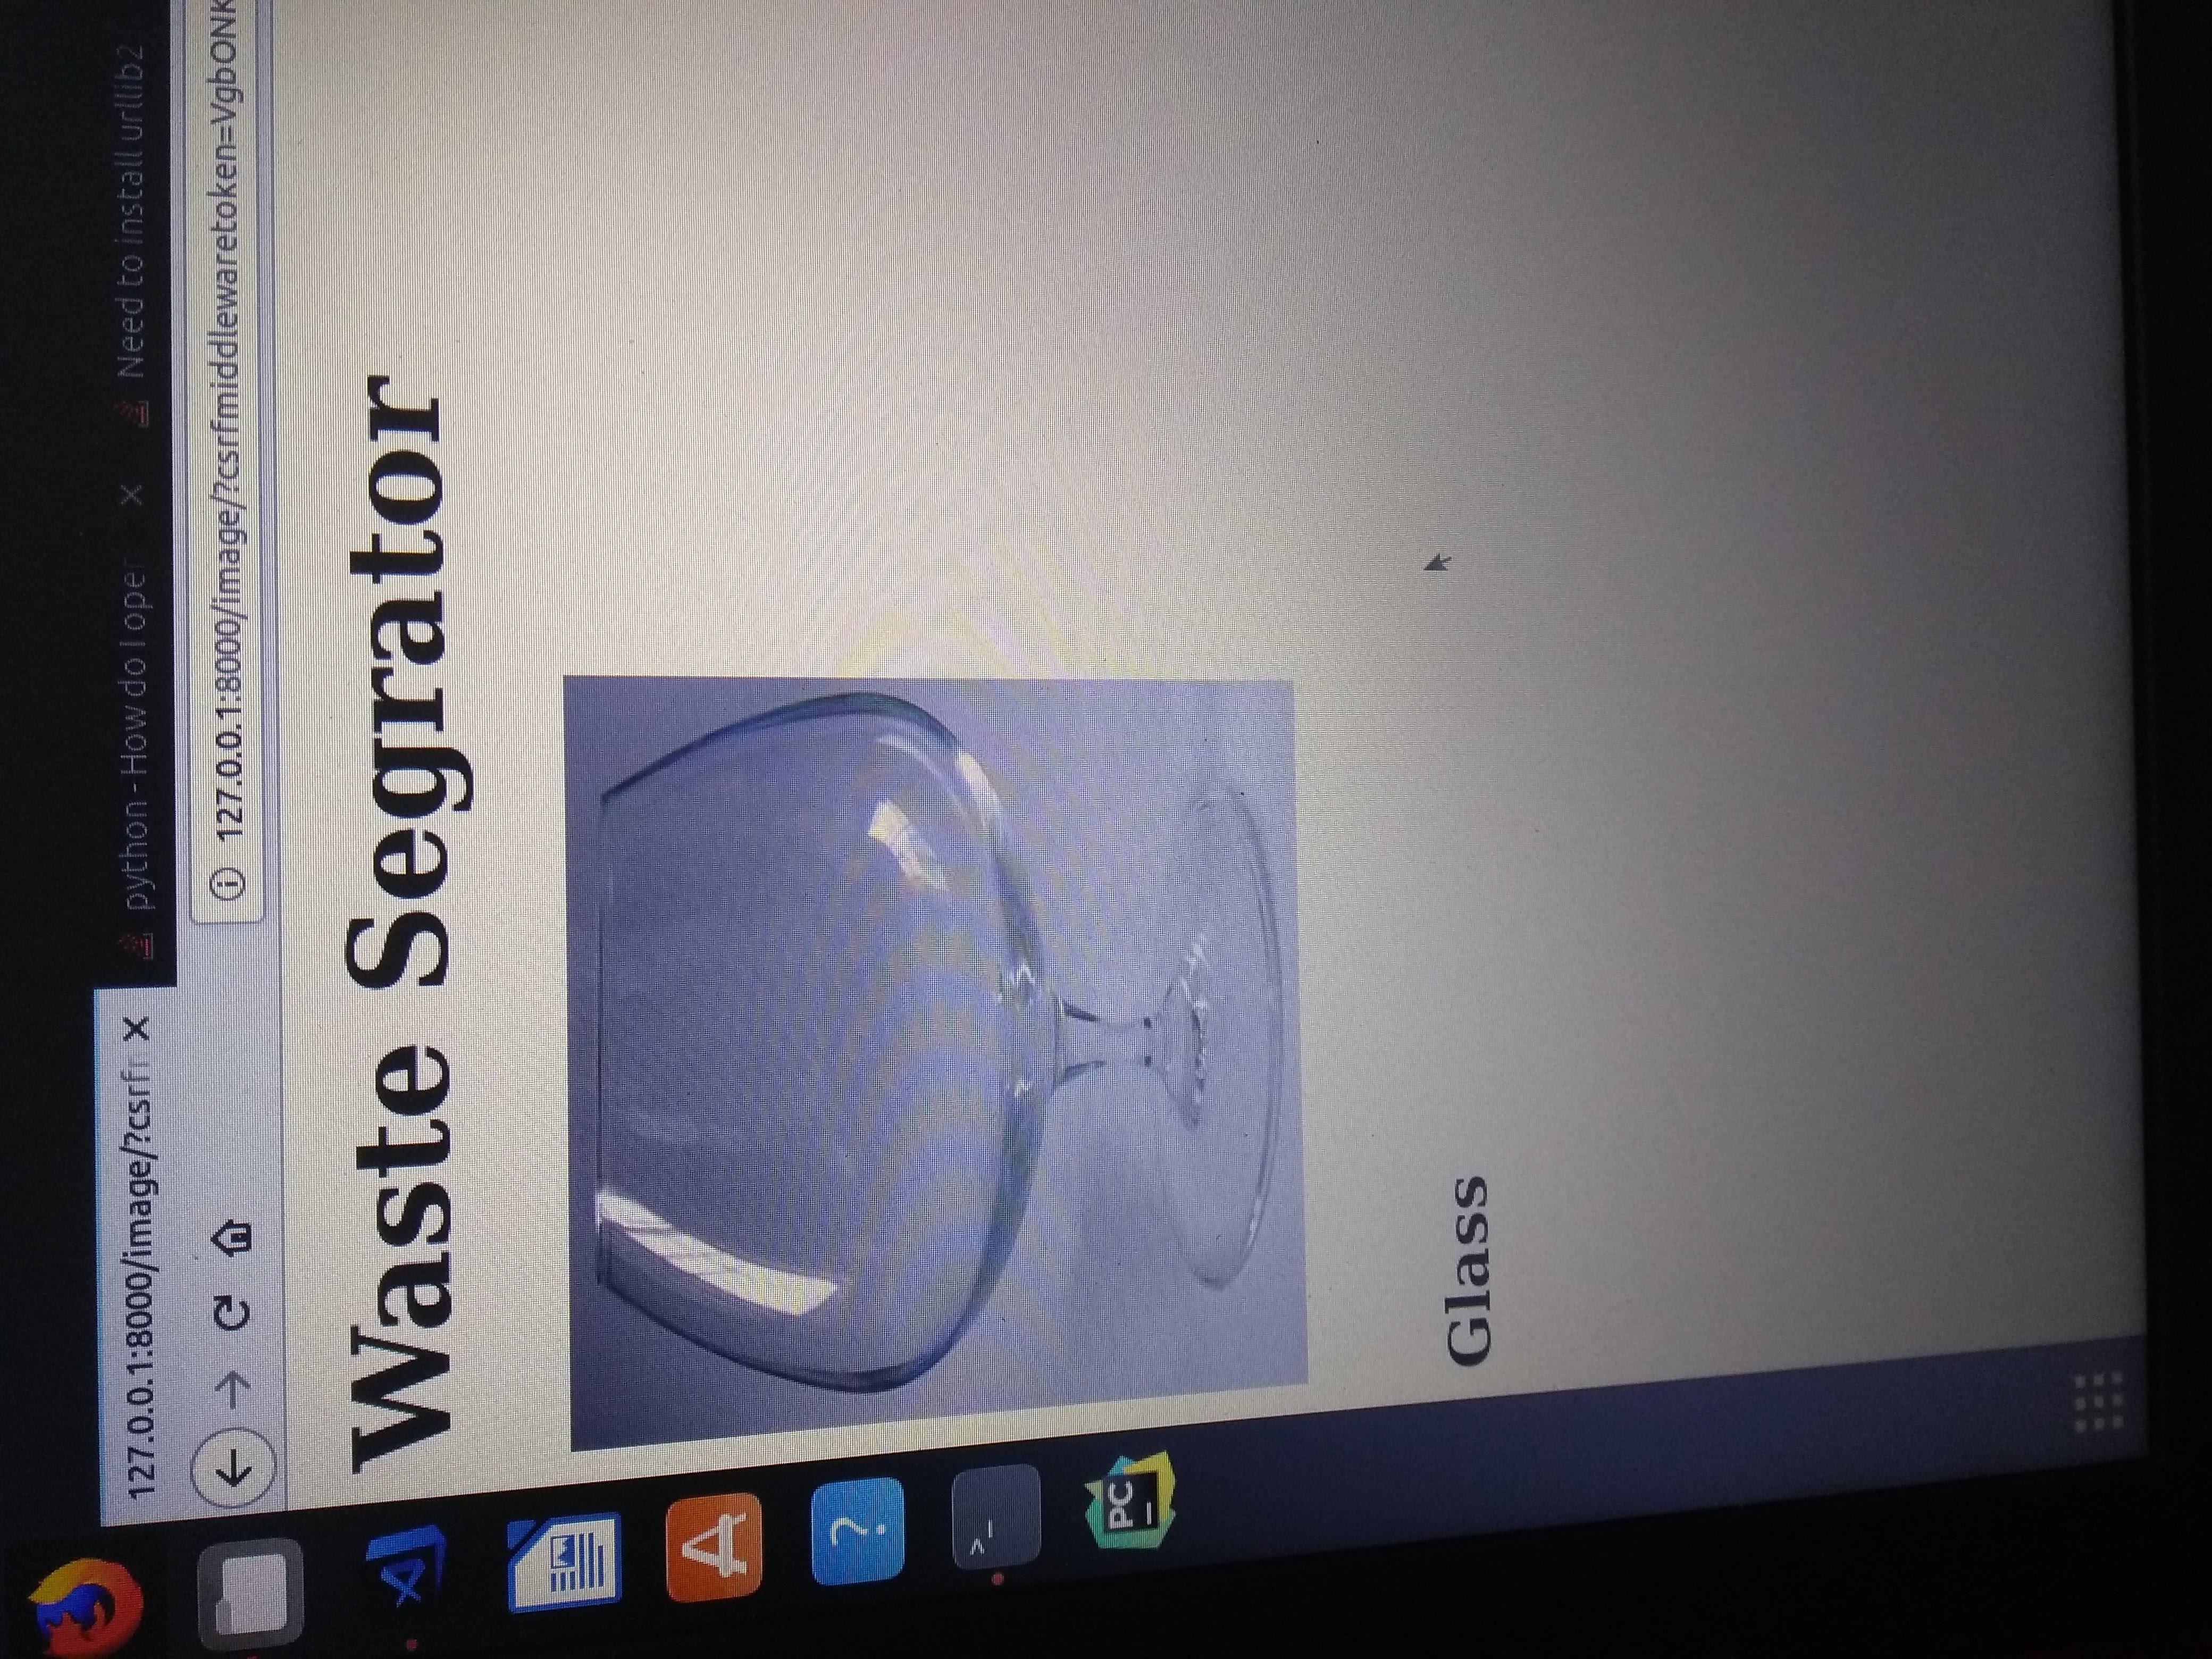 127.0.0.1:8000/image/?csrf
python - How do I open
Need to install urllib2
127.0.0.1:8000/image/?csrfmiddlewaretoken=VgbONK
Waste Segrator
A
?
>_
PC
Glass